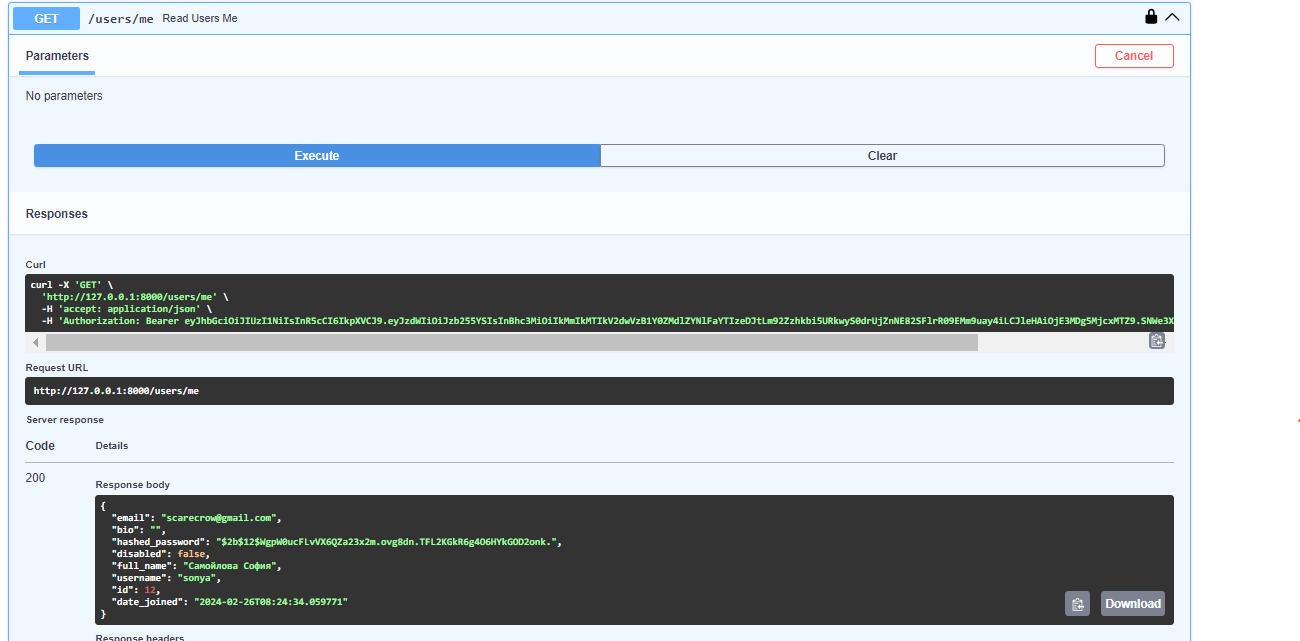 GET /users/me Read Users Me
Parameters
Cancel
No parameters
Execute
Clear
Responses
Curl
curl -X 'GET' \
'http://127.0.0.1:8000/users/me' \
-H 'accept: application/json' \
-H 'Authorization: Bearer
Request URL
http://127.0.0.1:8000/users/me
Server response
Code
Details
200
Response body
{
"email": "scarecrow@gmail.com",
"bio": "",
"hashed_password": "$2b$12$WgpW0ucFLvVX6QZa23x2m.ovg8dn.TFL2KGkR6g4O6HYkGOD2onk.",
"disabled": false,
"full_name": "Самойлова София",
"username": "sonya",
"id": 12,
"date_joined": "2024-02-26T08:24:34.059771"
}
Download
Response headers